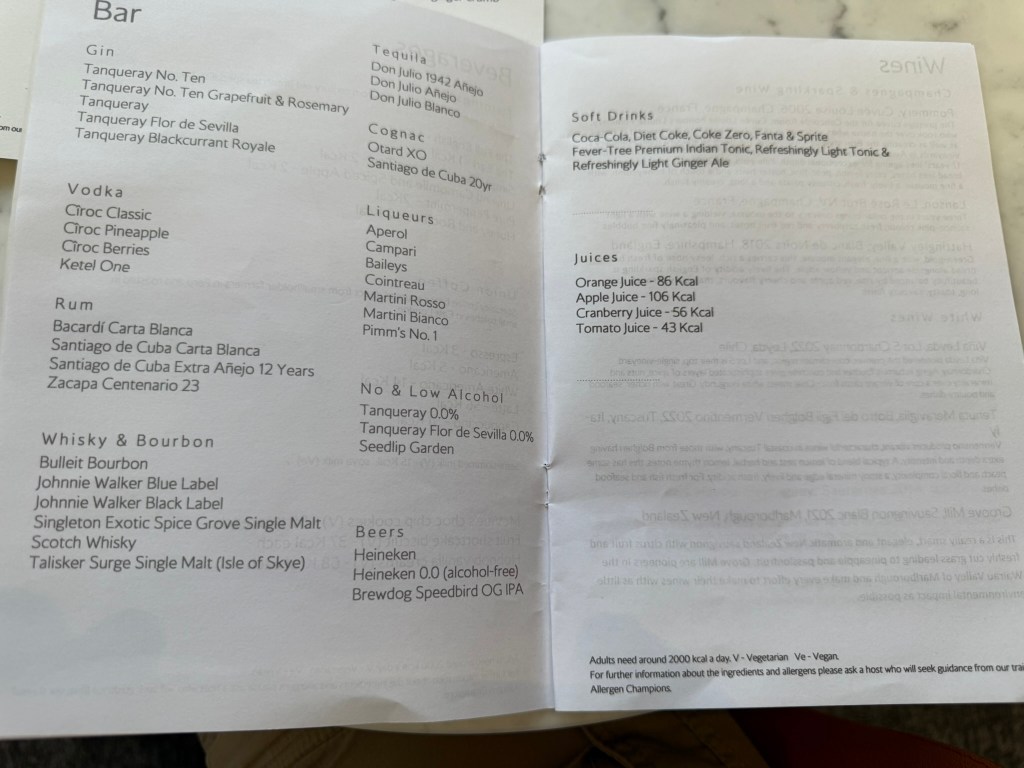 Bar
Gin
Tanqueray No. Ten
Tanqueray No. Ten Grapefruit & Rosemary
Tanqueray
Tanqueray Flor de Sevilla
Tanqueray Blackcurrant Royale
Vodka
Cîroc Classic
Cîroc Pineapple
Cîroc Berries
Ketel One
Rum
Bacardí Carta Blanca
Santiago de Cuba Carta Blanca
Santiago de Cuba Extra Añejo 12 Years
Zacapa Centenario 23
Whisky & Bourbon
Bulleit Bourbon
Johnnie Walker Blue Label
Johnnie Walker Black Label
Singleton Exotic Spice Grove Single Malt
Scotch Whisky
Talisker Surge Single Malt (Isle of Skye)
Tequila
Don Julio 1942 Añejo
Don Julio Añejo
Don Julio Blanco
Cognac
Otard XO
Santiago de Cuba 20yr
Liqueurs
Aperol
Campari
Baileys
Cointreau
Martini Rosso
Martini Bianco
Pimm's No. 1
No & Low Alcohol
Tanqueray 0.0%
Tanqueray Flor de Sevilla 0.0%
Seedlip Garden
Beers
Heineken
Heineken 0.0 (alcohol-free)
Brewdog Speedbird OG IPA
Soft Drinks
Coca-Cola, Diet Coke, Coke Zero, Fanta & Sprite
Fever-Tree Premium Indian Tonic, Refreshingly Light Tonic &
Refreshingly Light Ginger Ale
Juices
Orange Juice - 86 Kcal
Apple Juice - 106 Kcal
Cranberry Juice - 56 Kcal
Tomato Juice - 43 Kcal
Adults need around 2000 kcal a day. V - Vegetarian Ve - Vegan.
For further information about the ingredients and allergens please ask a host who will seek guidance from our trai
Allergen Champions.